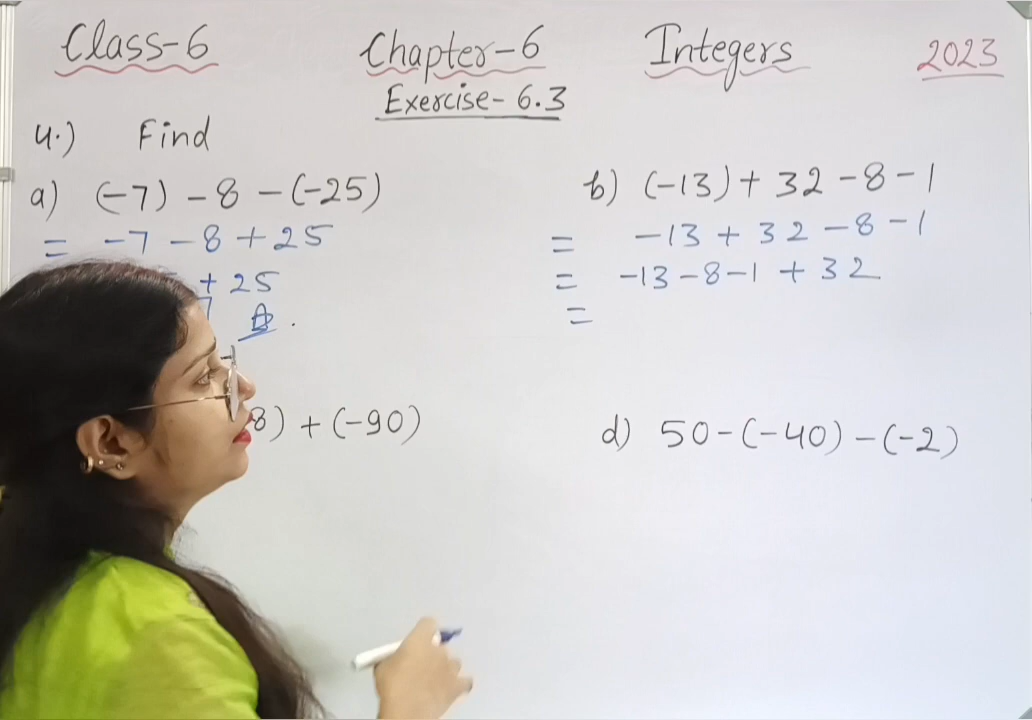 Class-6 Chapter-6 Integers 2023
Exercise- 6.3
4.) Find
a) (-7) -8 -(-25)
= -7 -8 +25
+ 25
b) (-13) + 32 -8 -1
= -13 + 32 -8 -1
= -13 -8 -1 + 32
=
8) + (-90)
d) 50-(-40) -(-2)